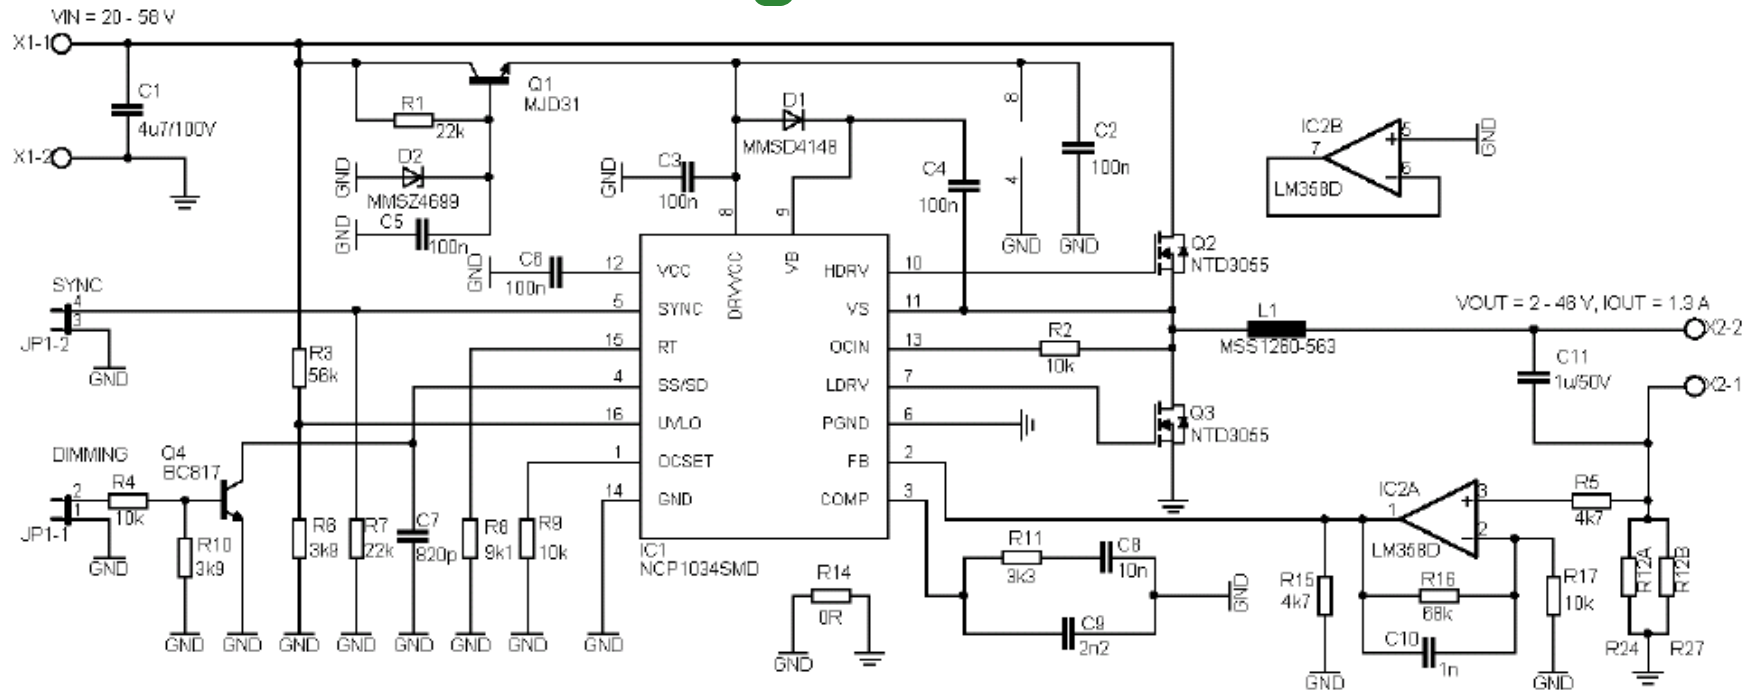 VIN = 20 - 58 V
X1-1
C1
4u7/100V
X1-2
Q1
MJD31
R1
22k
D2
MMSZ4699
GND
C5
100n
GND
C6
100n
GND
C3
100n
GND
D1
MMSD4148
C4
100n
8
4
GND
C2
100n
GND
IC2B
5
6
7
LM358D
GND
8
9
12
VCC
DRVVCC
VB
HDRV
10
5
SYNC
VS
11
15
RT
OCIN
13
4
SS/SD
LDRV
7
16
UVLO
PGND
6
1
OCSET
FB
2
14
GND
COMP
3
IC1
NCP1034SMD
Q2
NTD3055
VOUT = 2 - 46 V, IOUT = 1.3 A
L1
MSS1260-563
X2-2
R2
10k
C11
1u/50V
X2-1
Q3
NTD3055
SYNC
4
3
JP1-2
GND
R3
56k
DIMMING
2
1
JP1-1
GND
R4
10k
Q4
BC817
R10
3k9
GND
GND
R6
3k9
GND
R7
22k
GND
C7
820p
GND
R8
9k1
GND
R9
10k
GND
GND
R14
0R
GND
R11
3k3
C8
10n
C9
2n2
GND
IC2A
3
2
1
LM358D
R5
4k7
R15
4k7
GND
R16
68k
C10
1n
R17
10k
GND
R12A
R12B
R24
R27